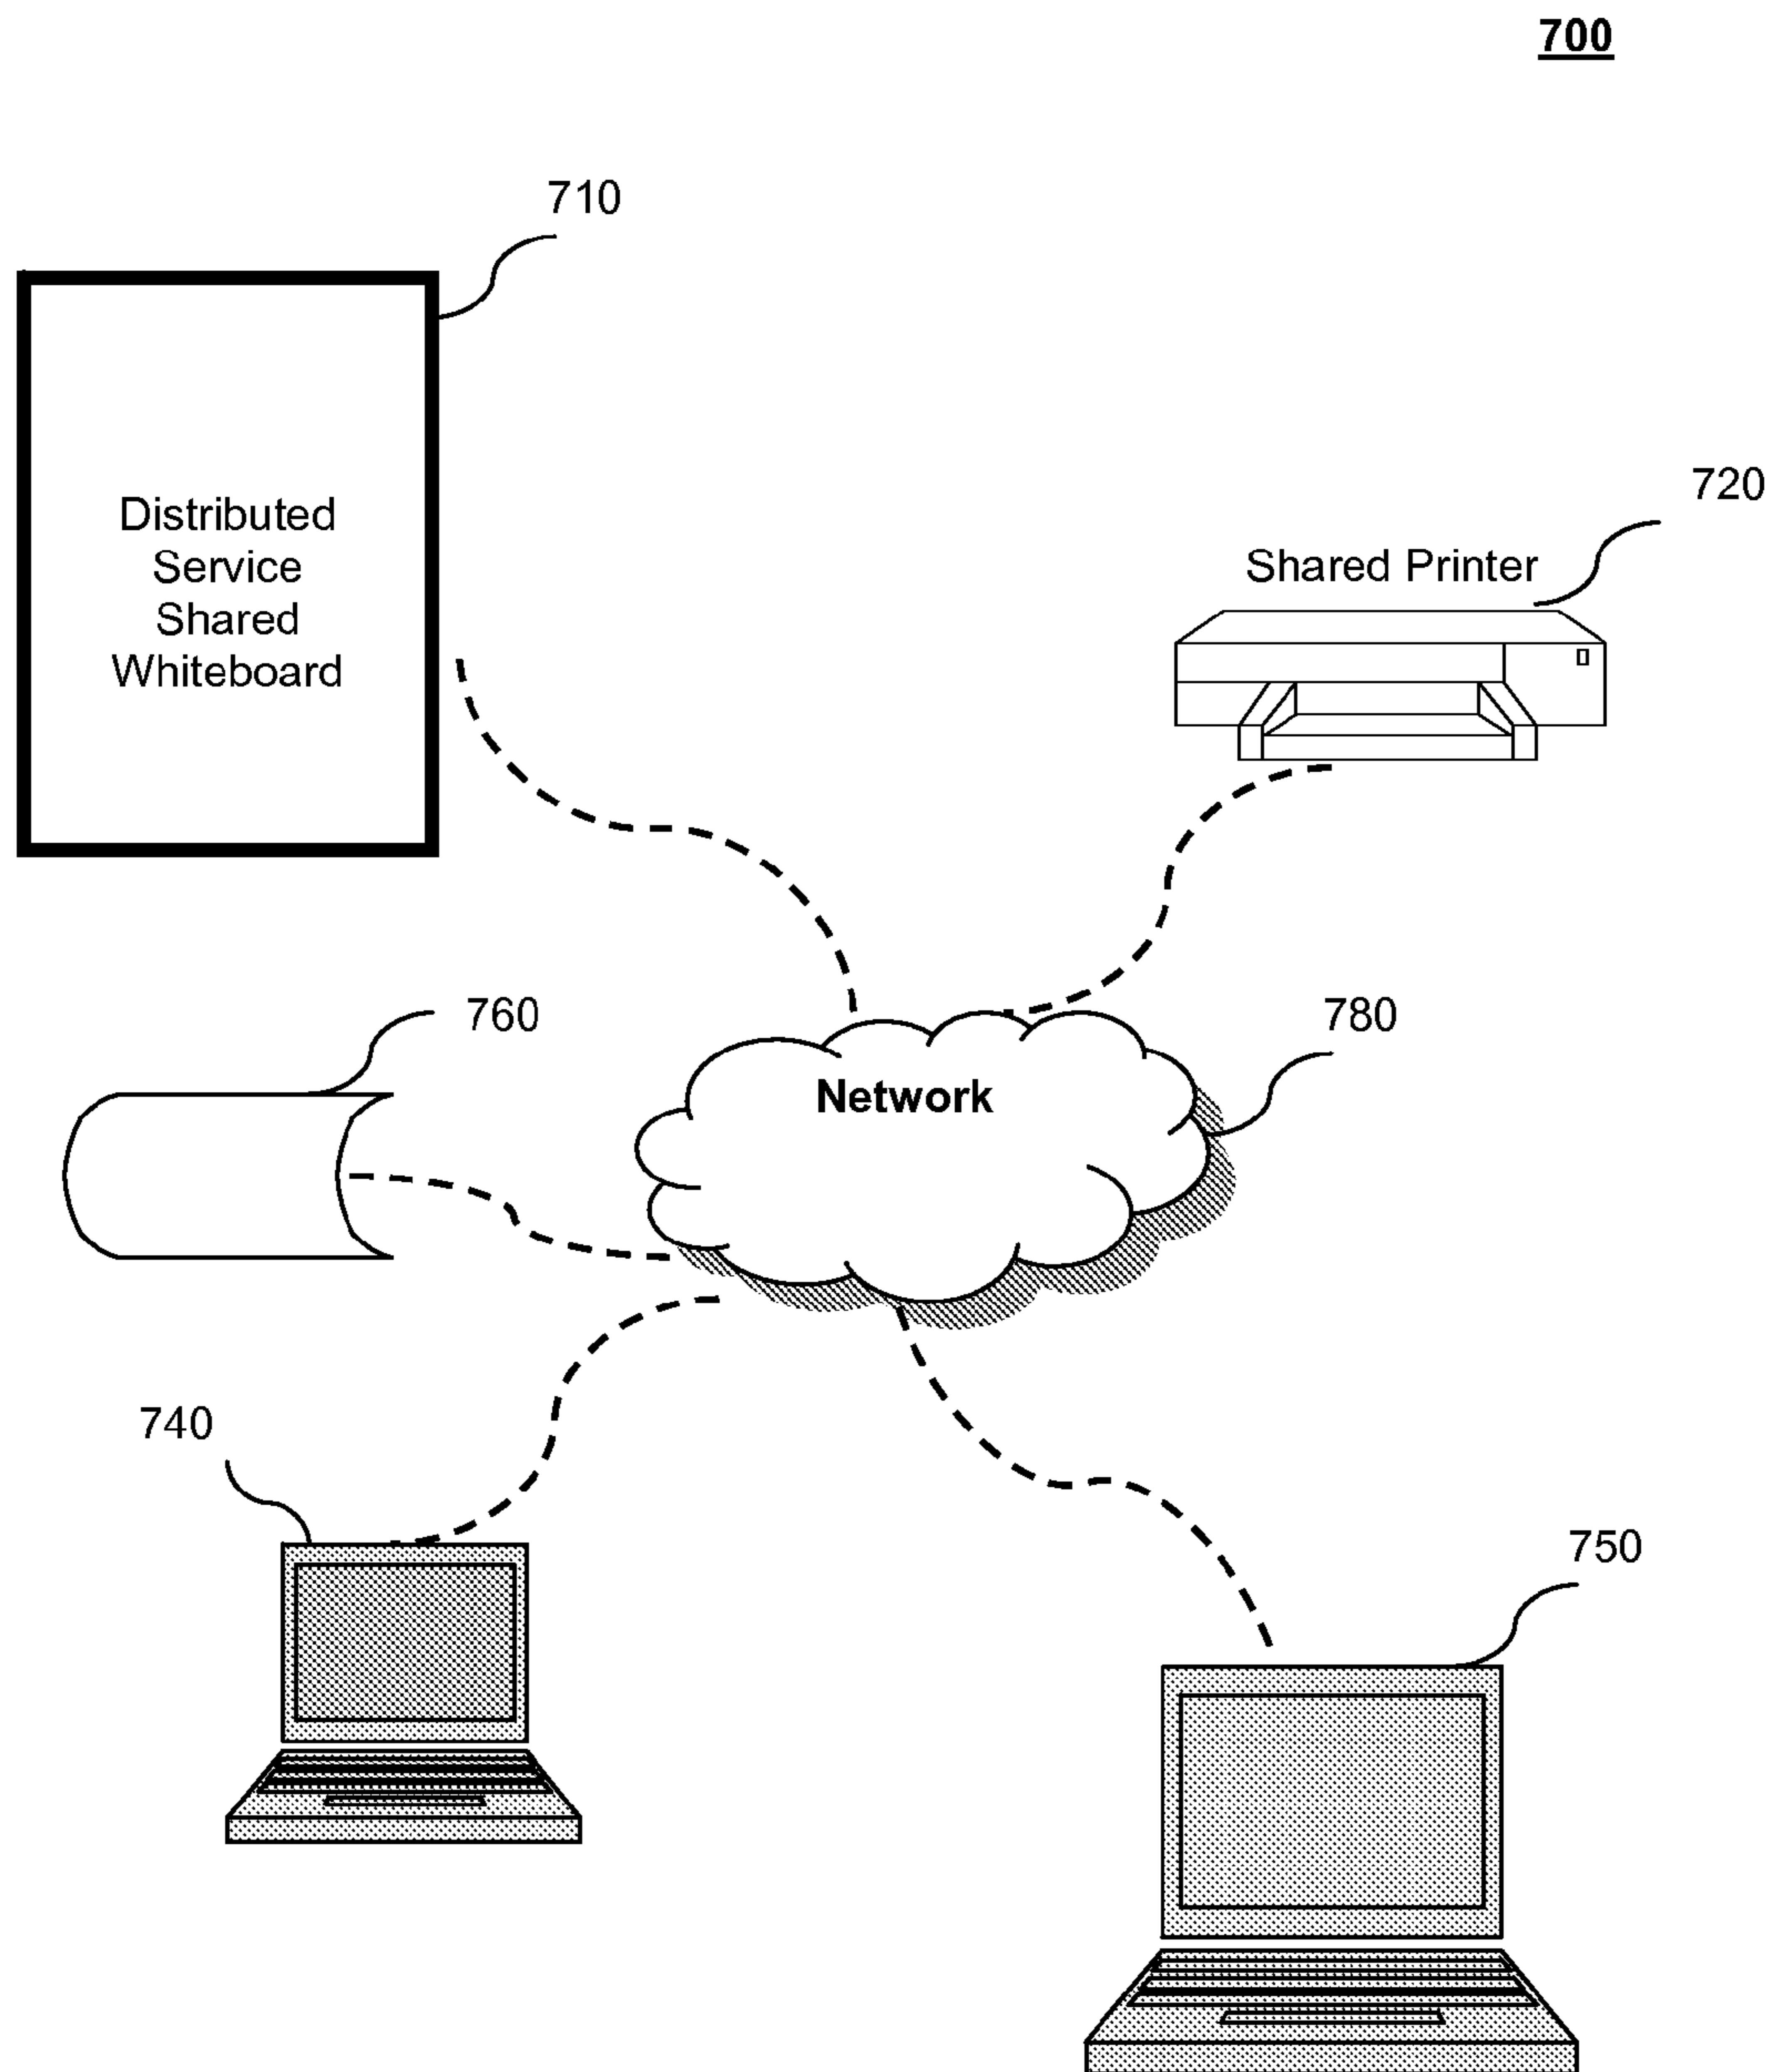 700
710
Distributed
Service
Shared
Whiteboard
720
Shared Printer
760
780
Network
740
750